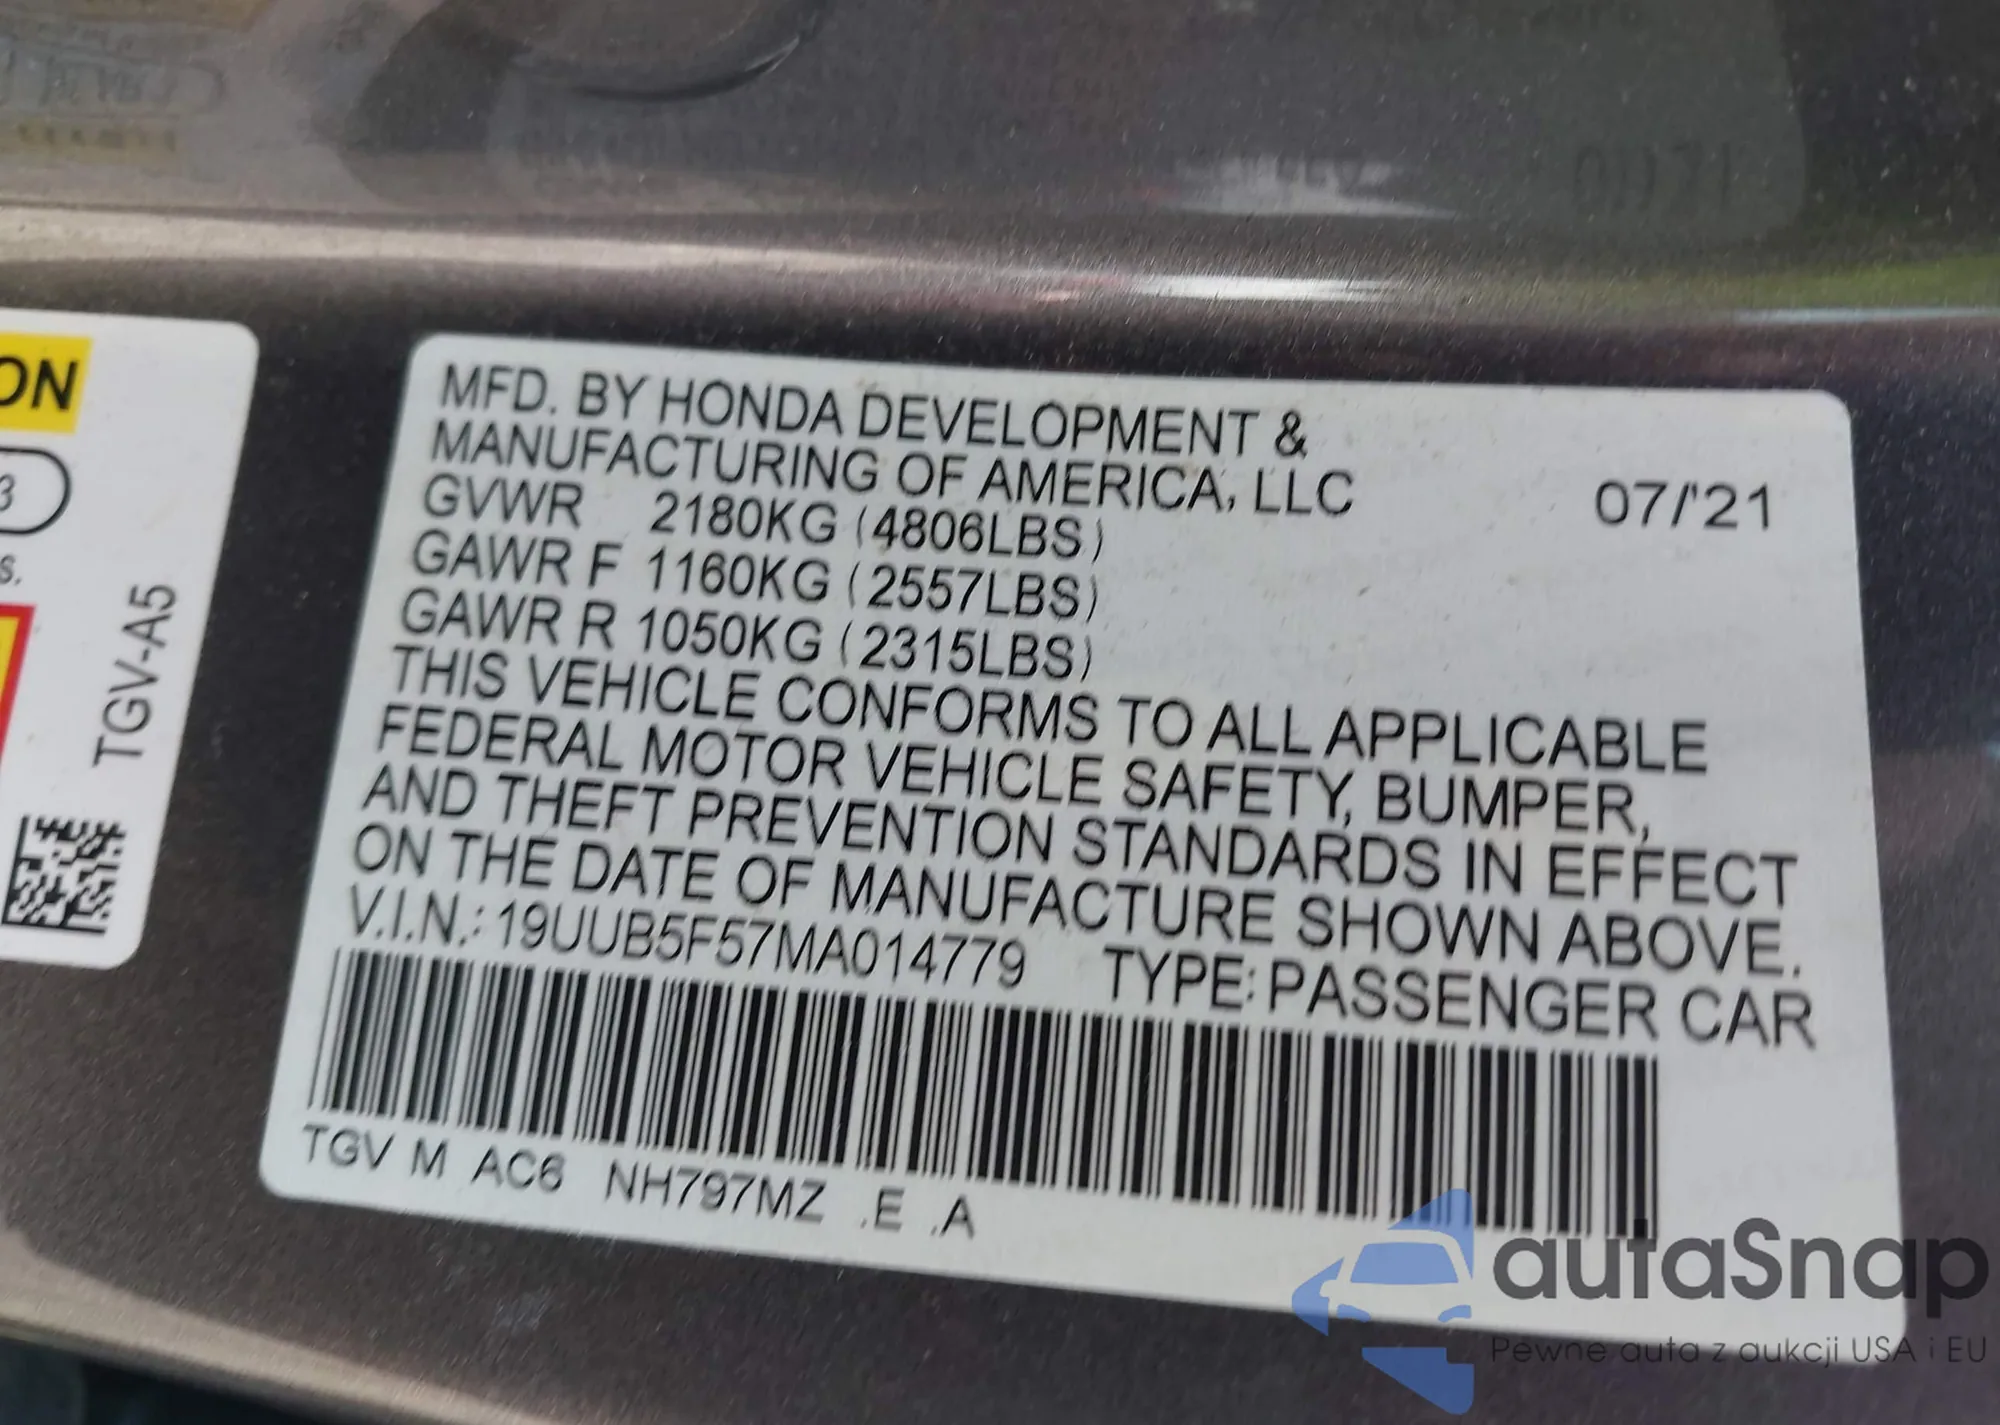 ON
3
s.
TGV-A5
MFD. BY HONDA DEVELOPMENT &
MANUFACTURING OF AMERICA, LLC
07/'21
GVWR 2180KG (4806LBS)
GAWR F 1160KG (2557LBS)
GAWR R 1050KG (2315LBS)
THIS VEHICLE CONFORMS TO ALL APPLICABLE
FEDERAL MOTOR VEHICLE SAFETY, BUMPER,
AND THEFT PREVENTION STANDARDS IN EFFECT
ON THE DATE OF MANUFACTURE SHOWN ABOVE.
V.I.N.: 19UUB5F57MA014779 TYPE: PASSENGER CAR
TGV M AC6 NH797MZ .E .A
autaSnap
Pewne auta z aukcji USA i EU